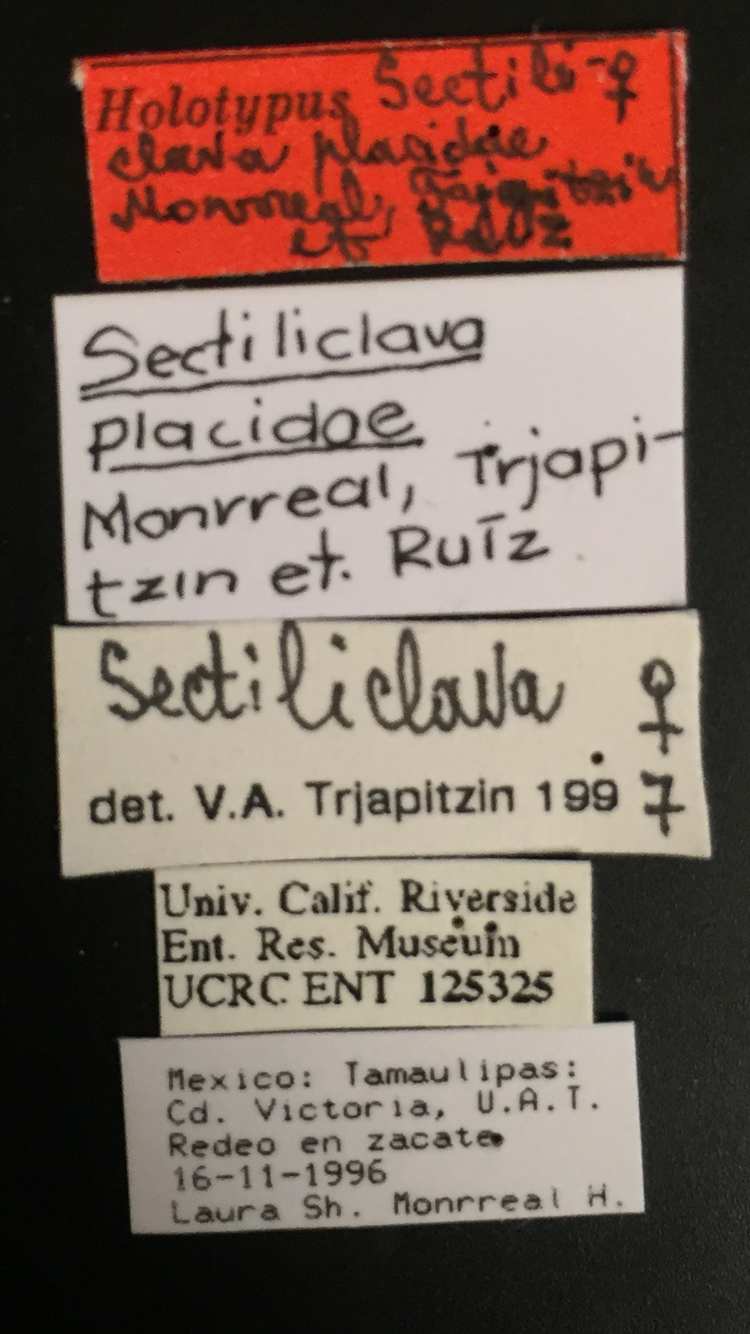 Holotypus Sectili- ♀
clava placidae
Monrreal, Trjapitzin
et Ruíz
Sectiliclava
placidae
Monrreal, Trjapi-
tzin et. Ruíz
Sectiliclava ♀
det. V.A. Trjapitzin 1997
Univ. Calif. Riverside
Ent. Res. Museum
UCRC ENT 125325
Mexico: Tamaulipas:
Cd. Victoria, U.A.T.
Redeo en zacate
16-11-1996
Laura Sh. Monrreal H.